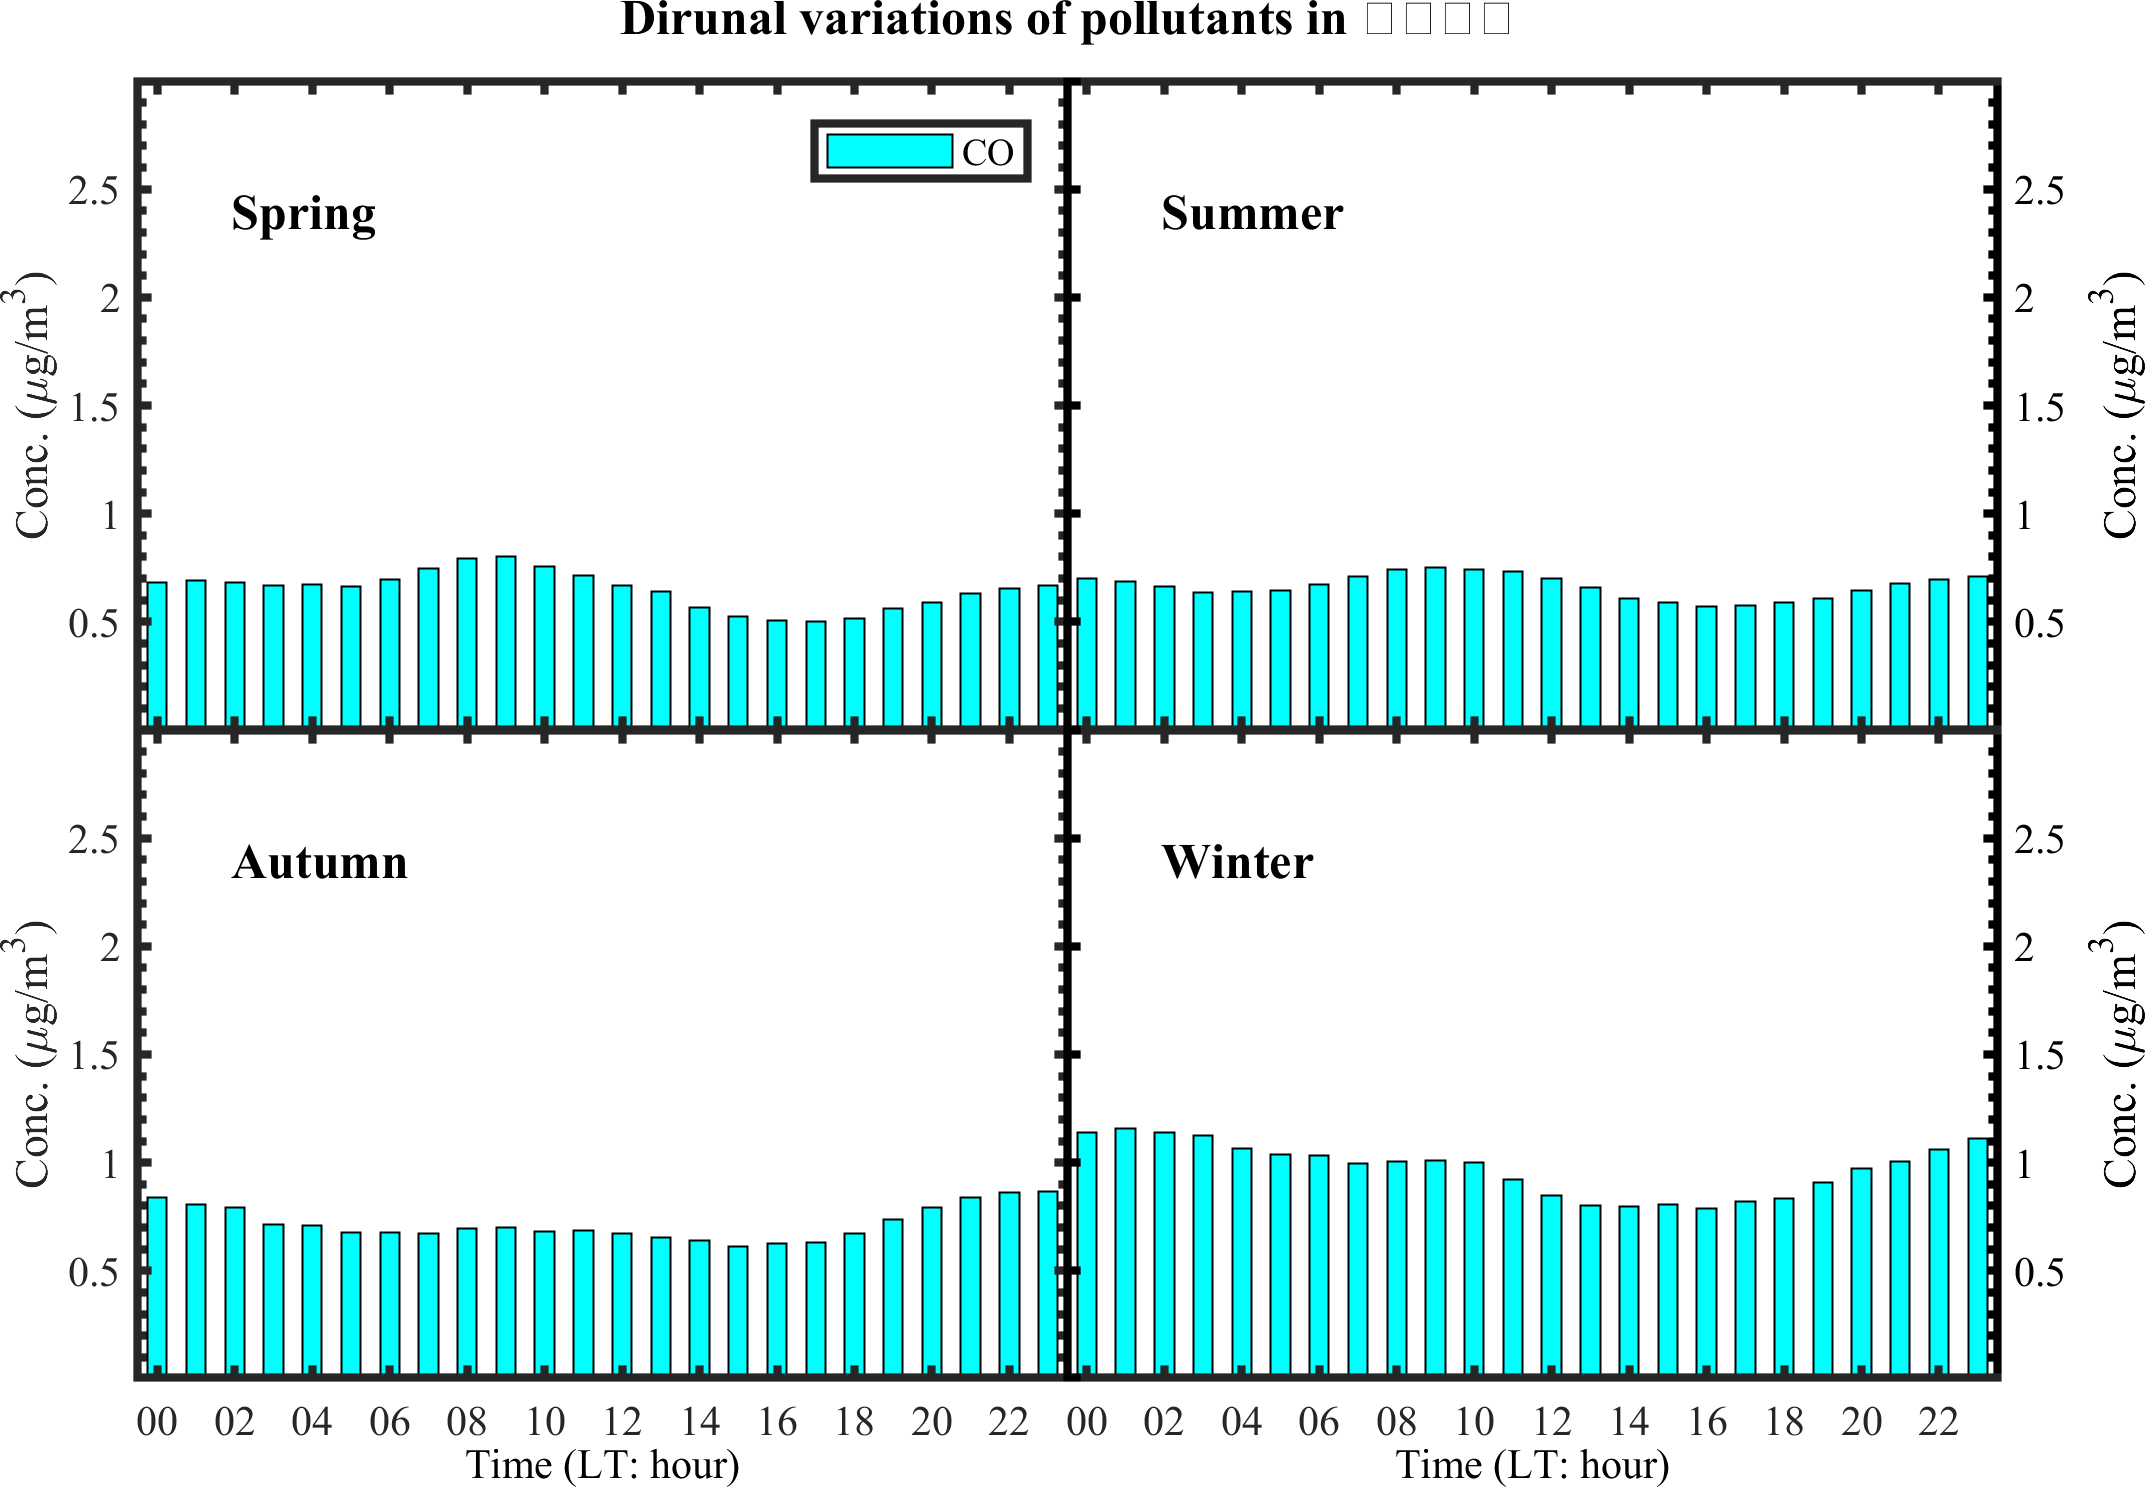 Dirunal variations of pollutants in □□□□
CO
Spring
Summer
2.5
2
1.5
1
0.5
Conc. (μg/m³)
2.5
2
1.5
1
0.5
Conc. (μg/m³)
Autumn
Winter
2.5
2
1.5
1
0.5
Conc. (μg/m³)
2.5
2
1.5
1
0.5
Conc. (μg/m³)
00 02 04 06 08 10 12 14 16 18 20 22
00 02 04 06 08 10 12 14 16 18 20 22
Time (LT: hour)
Time (LT: hour)